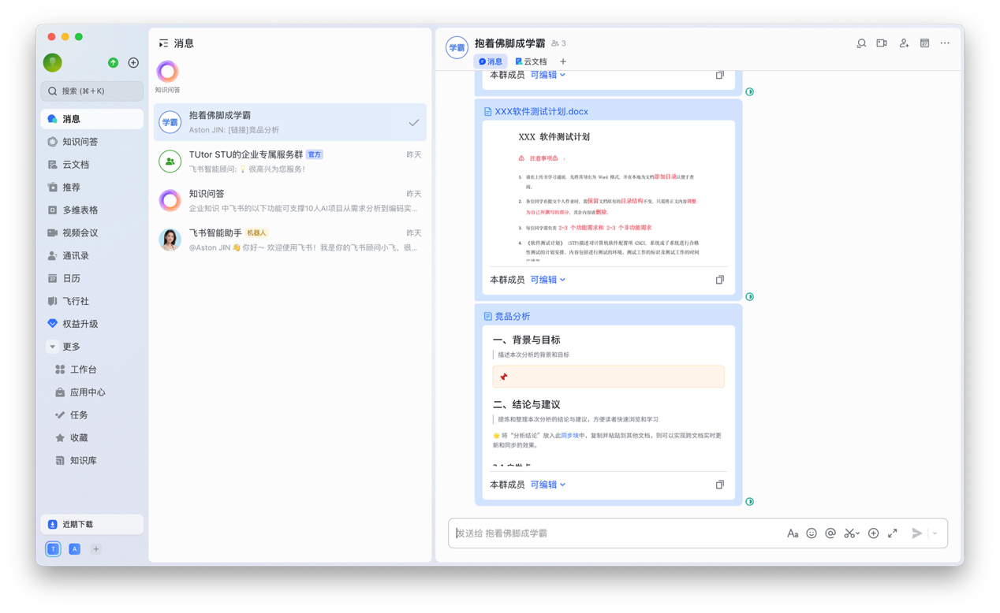 搜索 (⌘+K)
消息
知识问答
云文档
推荐
多维表格
视频会议
通讯录
日历
飞行社
权益升级
更多
工作台
应用中心
任务
收藏
知识库
近期下载
T
A
消息
知识问答
学霸
抱着佛脚成学霸
Aston JIN: [链接]竞品分析
TUtor STU的企业专属服务群 官方 昨天
飞书智能顾问: 💡 很高兴为您服务！
知识问答 昨天
企业知识 中飞书的以下功能可支撑10人AI项目从需求分析到编码实...
飞书智能助手 机器人 昨天
@Aston JIN 👋 你好～ 欢迎使用飞书！我是你的飞书顾问小飞，很...
学霸
抱着佛脚成学霸 3
消息 云文档
本群成员 可编辑
XXX软件测试计划.docx
XXX 软件测试计划
⚠ 注意事项⚠ ：
1. 请在上传至学习通前，先将其导出为 Word 格式，并在本地为文档添加目录以便于查
阅。
2. 各位同学在提交个人作业时，需保留文档原有的目录结构不变，只需将正文内容调整
为自己所撰写的部分，其余内容请删除。
3. 每位同学需负责 2-3 个功能需求和 2-3 个非功能需求
4. 《软件测试计划》(STP)描述对计算机软件配置项 CSCI，系统或子系统进行合格
性测试的计划安排，内容包括进行测试的环境、测试工作的标识及测试工作的时间
本群成员 可编辑
竞品分析
一、背景与目标
描述本次分析的背景和目标
📌
二、结论与建议
提炼和整理本次分析的结论与建议，方便读者快速浏览和学习
🌟 将“分析结论”放入此同步块中，复制并粘贴到其他文档，则可以实现跨文档实时更
新和同步的效果。
本群成员 可编辑
发送给 抱着佛脚成学霸
Aa